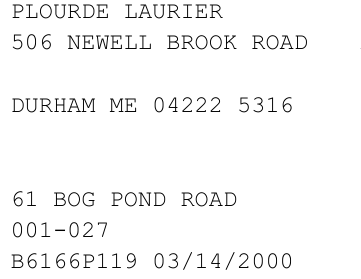 PLOURDE LAURIER
506 NEWELL BROOK ROAD
DURHAM ME 04222 5316
61 BOG POND ROAD
001-027
B6166P119 03/14/2000